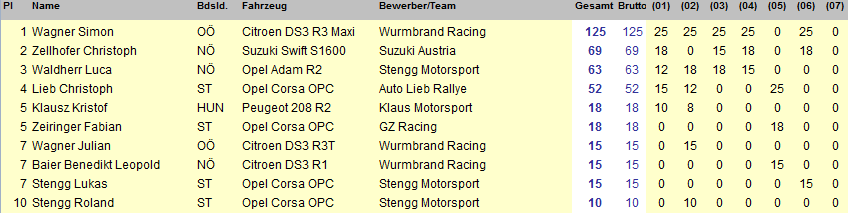 Pl Name Bdsld. Fahrzeug Bewerber/Team Gesamt Brutto (01) (02) (03) (04) (05) (06) (07)
1 Wagner Simon OÖ Citroen DS3 R3 Maxi Wurmbrand Racing 125 125 25 25 25 25 0 25 0
2 Zellhofer Christoph NÖ Suzuki Swift S1600 Suzuki Austria 69 69 18 0 15 18 0 18 0
3 Waldherr Luca NÖ Opel Adam R2 Stengg Motorsport 63 63 12 18 18 15 0 0 0
4 Lieb Christoph ST Opel Corsa OPC Auto Lieb Rallye 52 52 15 12 0 0 25 0 0
5 Klausz Kristof HUN Peugeot 208 R2 Klaus Motorsport 18 18 10 8 0 0 0 0 0
5 Zeiringer Fabian ST Opel Corsa OPC GZ Racing 18 18 0 0 0 0 18 0 0
7 Wagner Julian OÖ Citroen DS3 R3T Wurmbrand Racing 15 15 0 15 0 0 0 0 0
7 Baier Benedikt Leopold NÖ Citroen DS3 R1 Wurmbrand Racing 15 15 0 0 0 0 15 0 0
7 Stengg Lukas ST Opel Corsa OPC Stengg Motorsport 15 15 0 0 0 0 0 15 0
10 Stengg Roland ST Opel Corsa OPC Stengg Motorsport 10 10 0 10 0 0 0 0 0